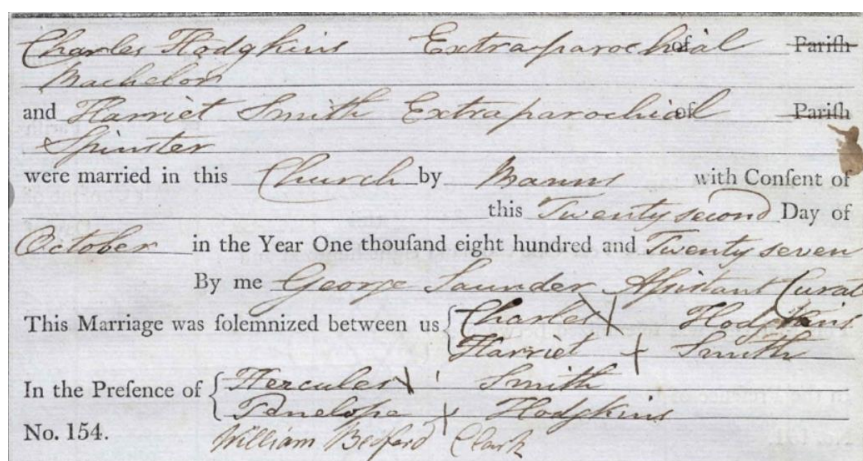 Charles Hodgkins Extraparochial of Parish
Bachelor
and Harriet Smith Extraparochial of Parish
Spinster
were married in this Church by Banns with Conſent of
this Twenty second Day of
October in the Year One thouſand eight hundred and Twenty seven
By me George Saunder Aſsistant Curat
This Marriage was ſolemnized between us { Charles X Hodgkins
Harriet X Smith
In the Preſence of { Hercules X Smith
Penelope X Hodgkins
No. 154. William Bedford Clark